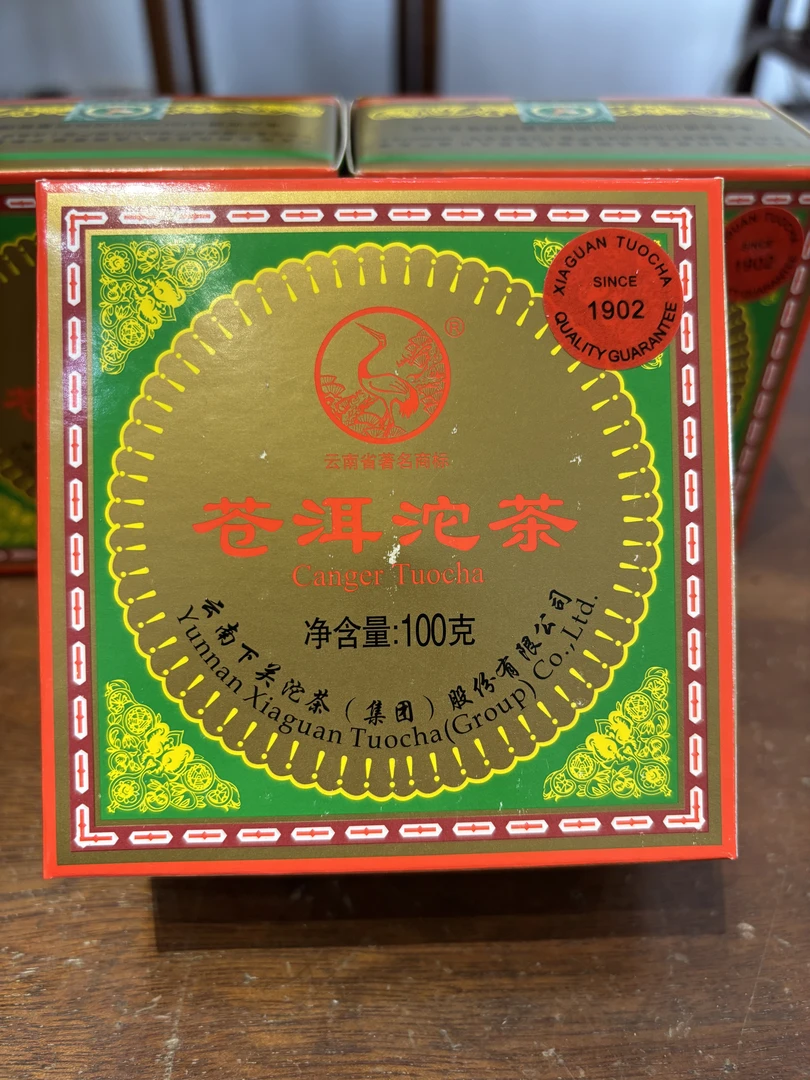 XIAGUAN TUOCHA
SINCE
1902
QUALITY GUARANTEE
®
云南省著名商标
苍洱沱茶
Canger Tuocha
净含量:100克
云南下关沱茶(集团)股份有限公司
Yunnan Xiaguan Tuocha(Group) Co.,Ltd.
SINCE
1902